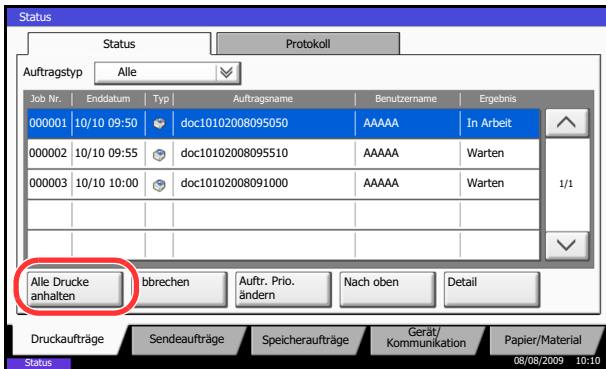 Status
Status Protokoll
Auftragstyp Alle
Job Nr. Enddatum Typ Auftragsname Benutzername Ergebnis
000001 10/10 09:50 doc10102008095050 AAAAA In Arbeit
000002 10/10 09:55 doc10102008095510 AAAAA Warten
000003 10/10 10:00 doc10102008091000 AAAAA Warten 1/1
Alle Drucke anhalten bbrechen Auftr. Prio. ändern Nach oben Detail
Druckaufträge Sendeaufträge Speicheraufträge Gerät/ Kommunikation Papier/Material
Status 08/08/2009 10:10